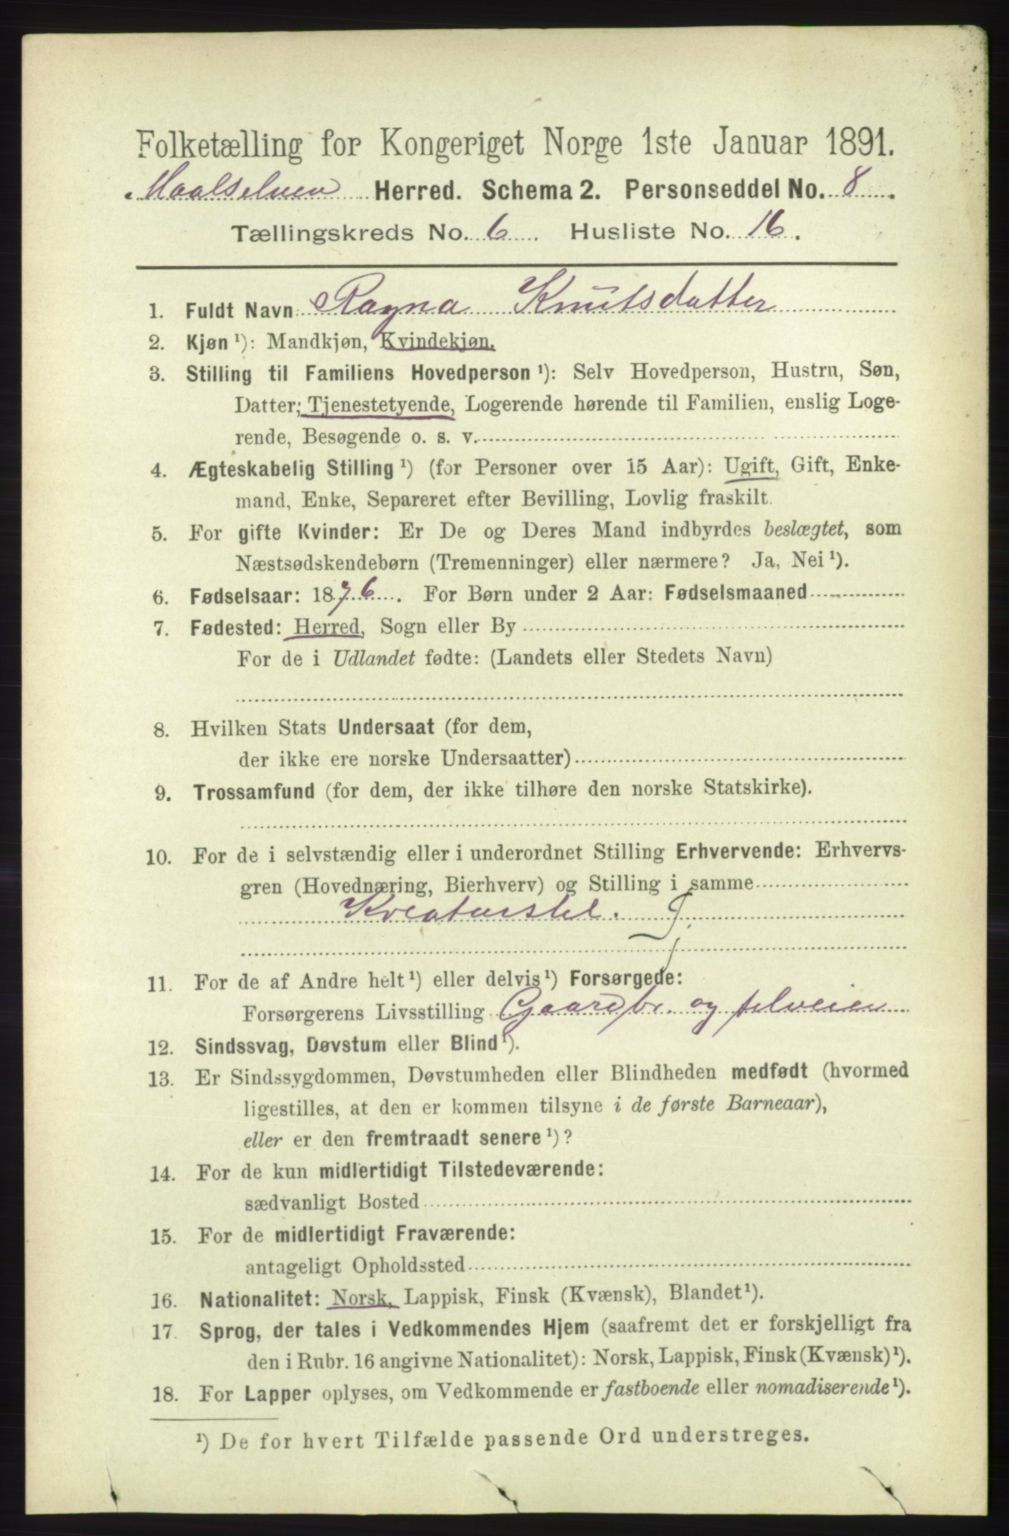 Folketælling for Kongeriget Norge 1ste Januar 1891.
Maalselven Herred. Schema 2. Personseddel No. 8.
Tællingskreds No. 6. Husliste No. 16.
1. Fuldt Navn Ragna Knutsdatter
2. Kjøn ¹): Mandkjøn, Kvindekjøn.
3. Stilling til Familiens Hovedperson ¹): Selv Hovedperson, Hustru, Søn,
Datter, Tjenestetyende, Logerende hørende til Familien, enslig Loge-
rende, Besøgende o. s. v.
4. Ægteskabelig Stilling ¹) (for Personer over 15 Aar): Ugift, Gift, Enke-
mand, Enke, Separeret efter Bevilling, Lovlig fraskilt.
5. For gifte Kvinder: Er De og Deres Mand indbyrdes beslægtet, som
Næstsødskendebørn (Tremenninger) eller nærmere? Ja, Nei ¹).
6. Fødselsaar: 1876. For Børn under 2 Aar: Fødselsmaaned
7. Fødested: Herred, Sogn eller By
For de i Udlandet fødte: (Landets eller Stedets Navn)
8. Hvilken Stats Undersaat (for dem,
der ikke ere norske Undersaatter)
9. Trossamfund (for dem, der ikke tilhøre den norske Statskirke).
10. For de i selvstændig eller i underordnet Stilling Erhvervende: Erhvervs-
gren (Hovednæring, Bierhverv) og Stilling i samme
Kreaturstel.
11. For de af Andre helt ¹) eller delvis ¹) Forsørgede:
Forsørgerens Livsstilling Gaardbr. og selveier
12. Sindssvag, Døvstum eller Blind ¹).
13. Er Sindssygdommen, Døvstumheden eller Blindheden medfødt (hvormed
ligestilles, at den er kommen tilsyne i de første Barneaar),
eller er den fremtraadt senere ¹)?
14. For de kun midlertidigt Tilstedeværende:
sædvanligt Bosted
15. For de midlertidigt Fraværende:
antageligt Opholdssted
16. Nationalitet: Norsk, Lappisk, Finsk (Kvænsk), Blandet ¹).
17. Sprog, der tales i Vedkommendes Hjem (saafremt det er forskjelligt fra
den i Rubr. 16 angivne Nationalitet): Norsk, Lappisk, Finsk (Kvænsk) ¹).
18. For Lapper oplyses, om Vedkommende er fastboende eller nomadiserende ¹).
¹) De for hvert Tilfælde passende Ord understreges.